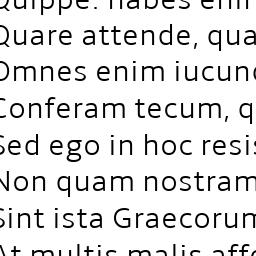 Quippe: habes enim
Quare attende, qua
Omnes enim iucund
Conferam tecum, q
Sed ego in hoc resis
Non quam nostram
Sint ista Graecorum
At multis malis affe